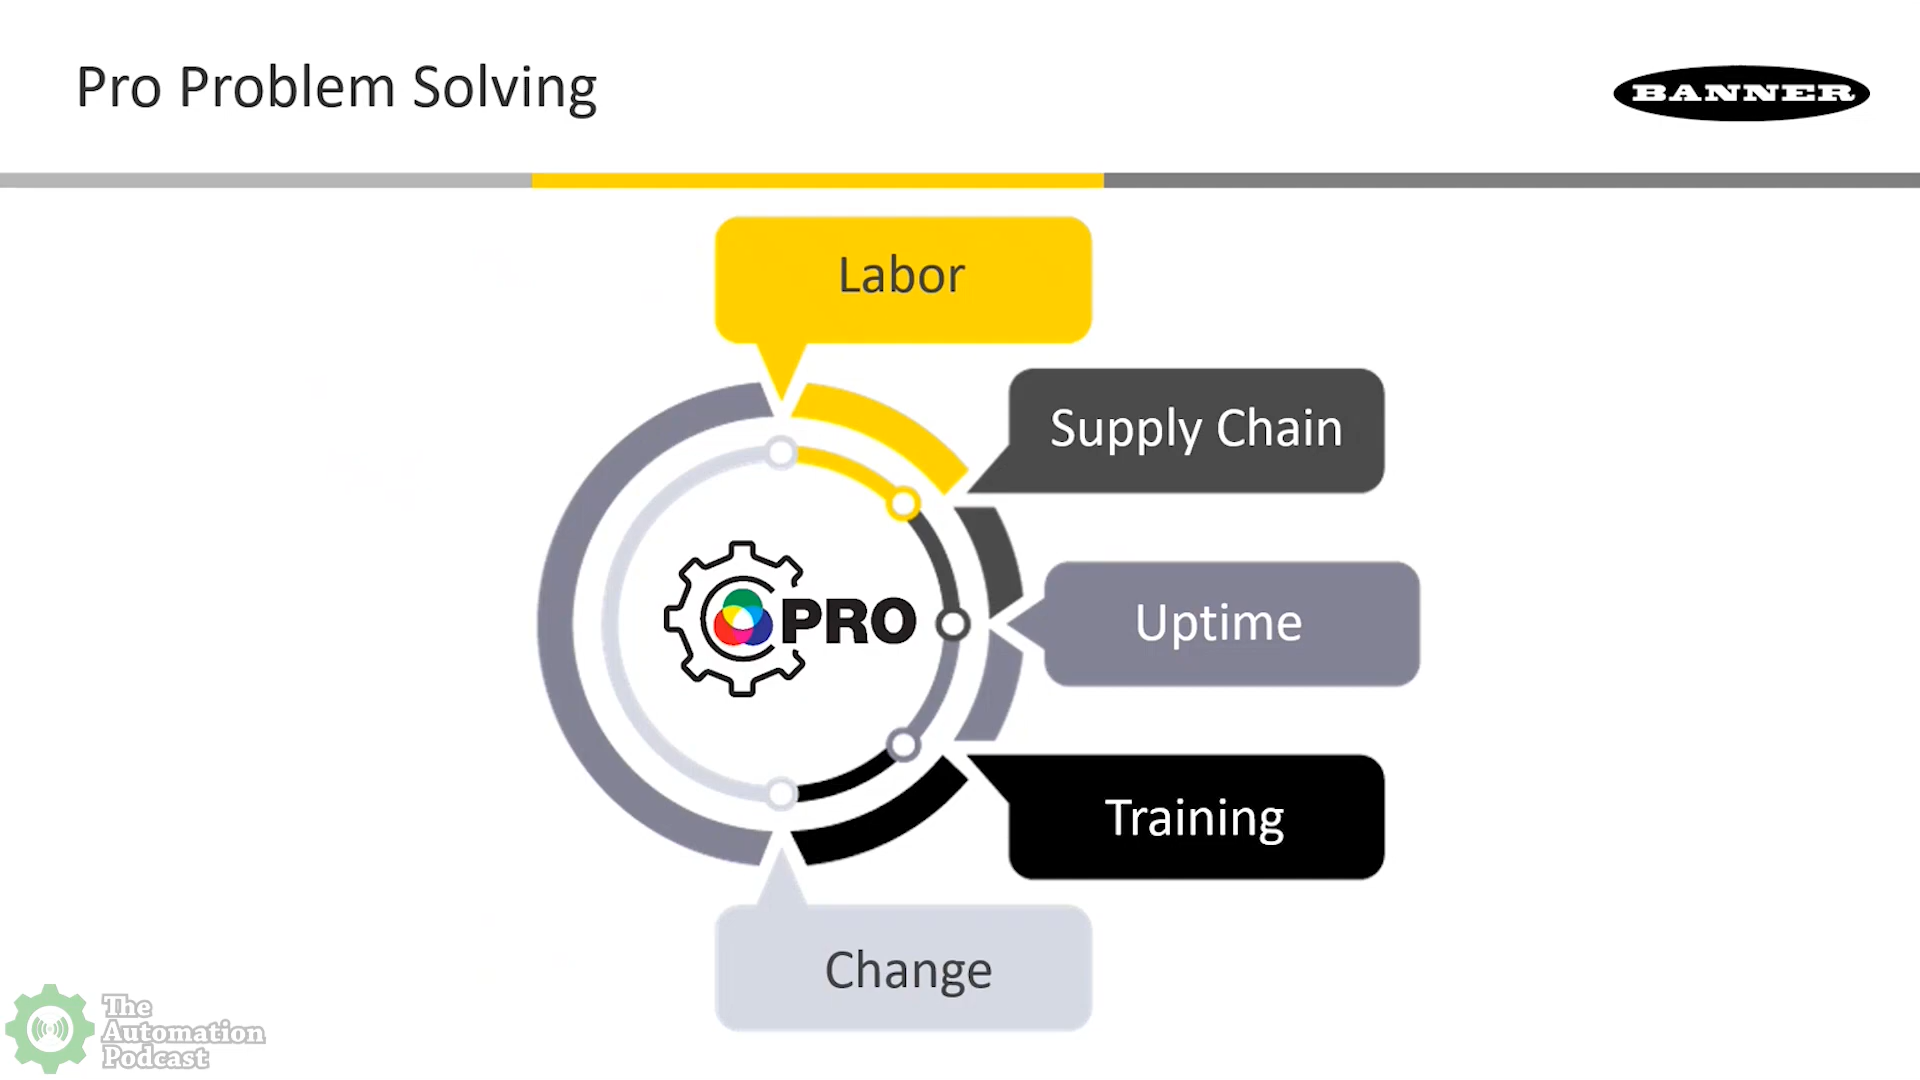 Pro Problem Solving
BANNER
Labor
Supply Chain
Uptime
PRO
Training
Change
The
Automation
Podcast